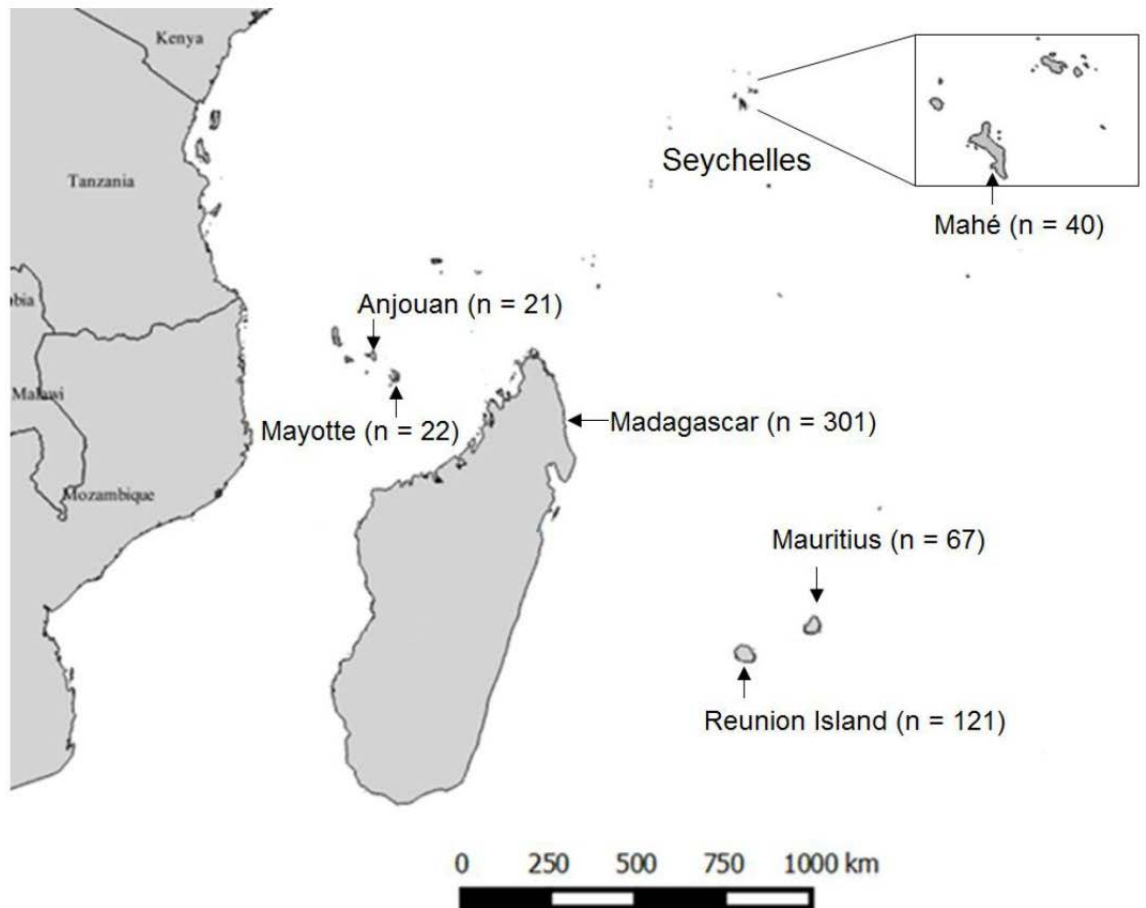 Kenya
Tanzania
Seychelles
Mahé (n = 40)
bia
Anjouan (n = 21)
Malawi
Mayotte (n = 22)
Madagascar (n = 301)
Mozambique
Mauritius (n = 67)
Reunion Island (n = 121)
0 250 500 750 1000 km